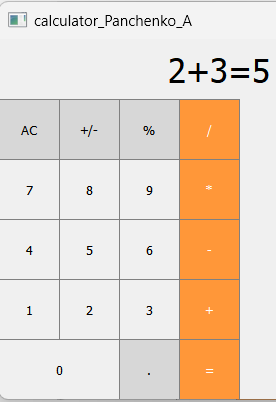 calculator_Panchenko_A
2+3=5
AC +/- % /
7 8 9 *
4 5 6 -
1 2 3 +
0 . =